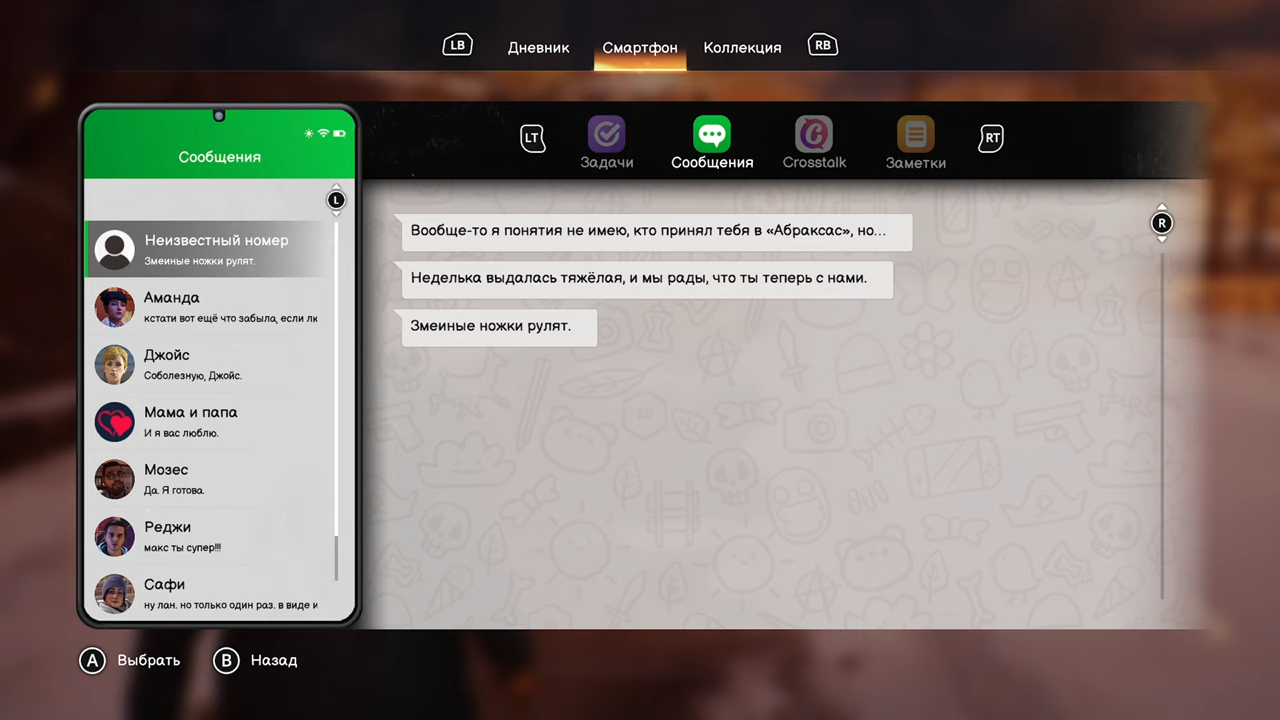 LB
Дневник
Смартфон
Коллекция
RB
Сообщения
LT
Задачи
Сообщения
Crosstalk
Заметки
RT
L
Неизвестный номер
Змеиные ножки рулят.
Аманда
кстати вот ещё что забыла, если лк
Джойс
Соболезную, Джойс.
Мама и папа
И я вас люблю.
Мозес
Да. Я готова.
Реджи
макс ты супер!!!
Сафи
ну лан. но только один раз. в виде и
Вообще-то я понятия не имею, кто принял тебя в «Абраксас», но...
Неделька выдалась тяжёлая, и мы рады, что ты теперь с нами.
Змеиные ножки рулят.
R
A Выбрать
B Назад